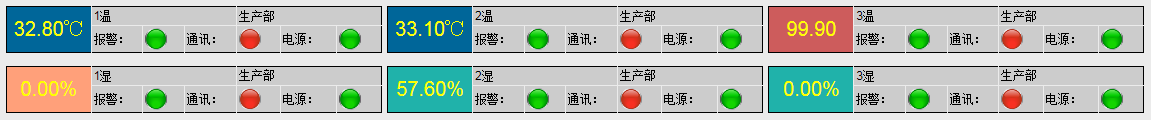 32.80℃ 1温 生产部
报警： 通讯： 电源：
33.10℃ 2温 生产部
报警： 通讯： 电源：
99.90 3温 生产部
报警： 通讯： 电源：
0.00% 1湿 生产部
报警： 通讯： 电源：
57.60% 2湿 生产部
报警： 通讯： 电源：
0.00% 3湿 生产部
报警： 通讯： 电源：